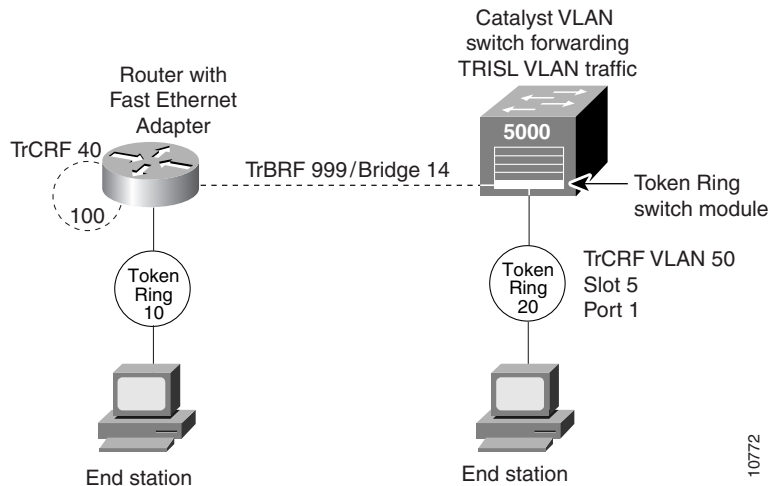 Catalyst VLAN
switch forwarding
TRISL VLAN traffic
Router with
Fast Ethernet
Adapter
5000
TrCRF 40
TrBRF 999/Bridge 14
Token Ring
switch module
100
Token
Ring
10
Token
Ring
20
TrCRF VLAN 50
Slot 5
Port 1
End station
End station
10772